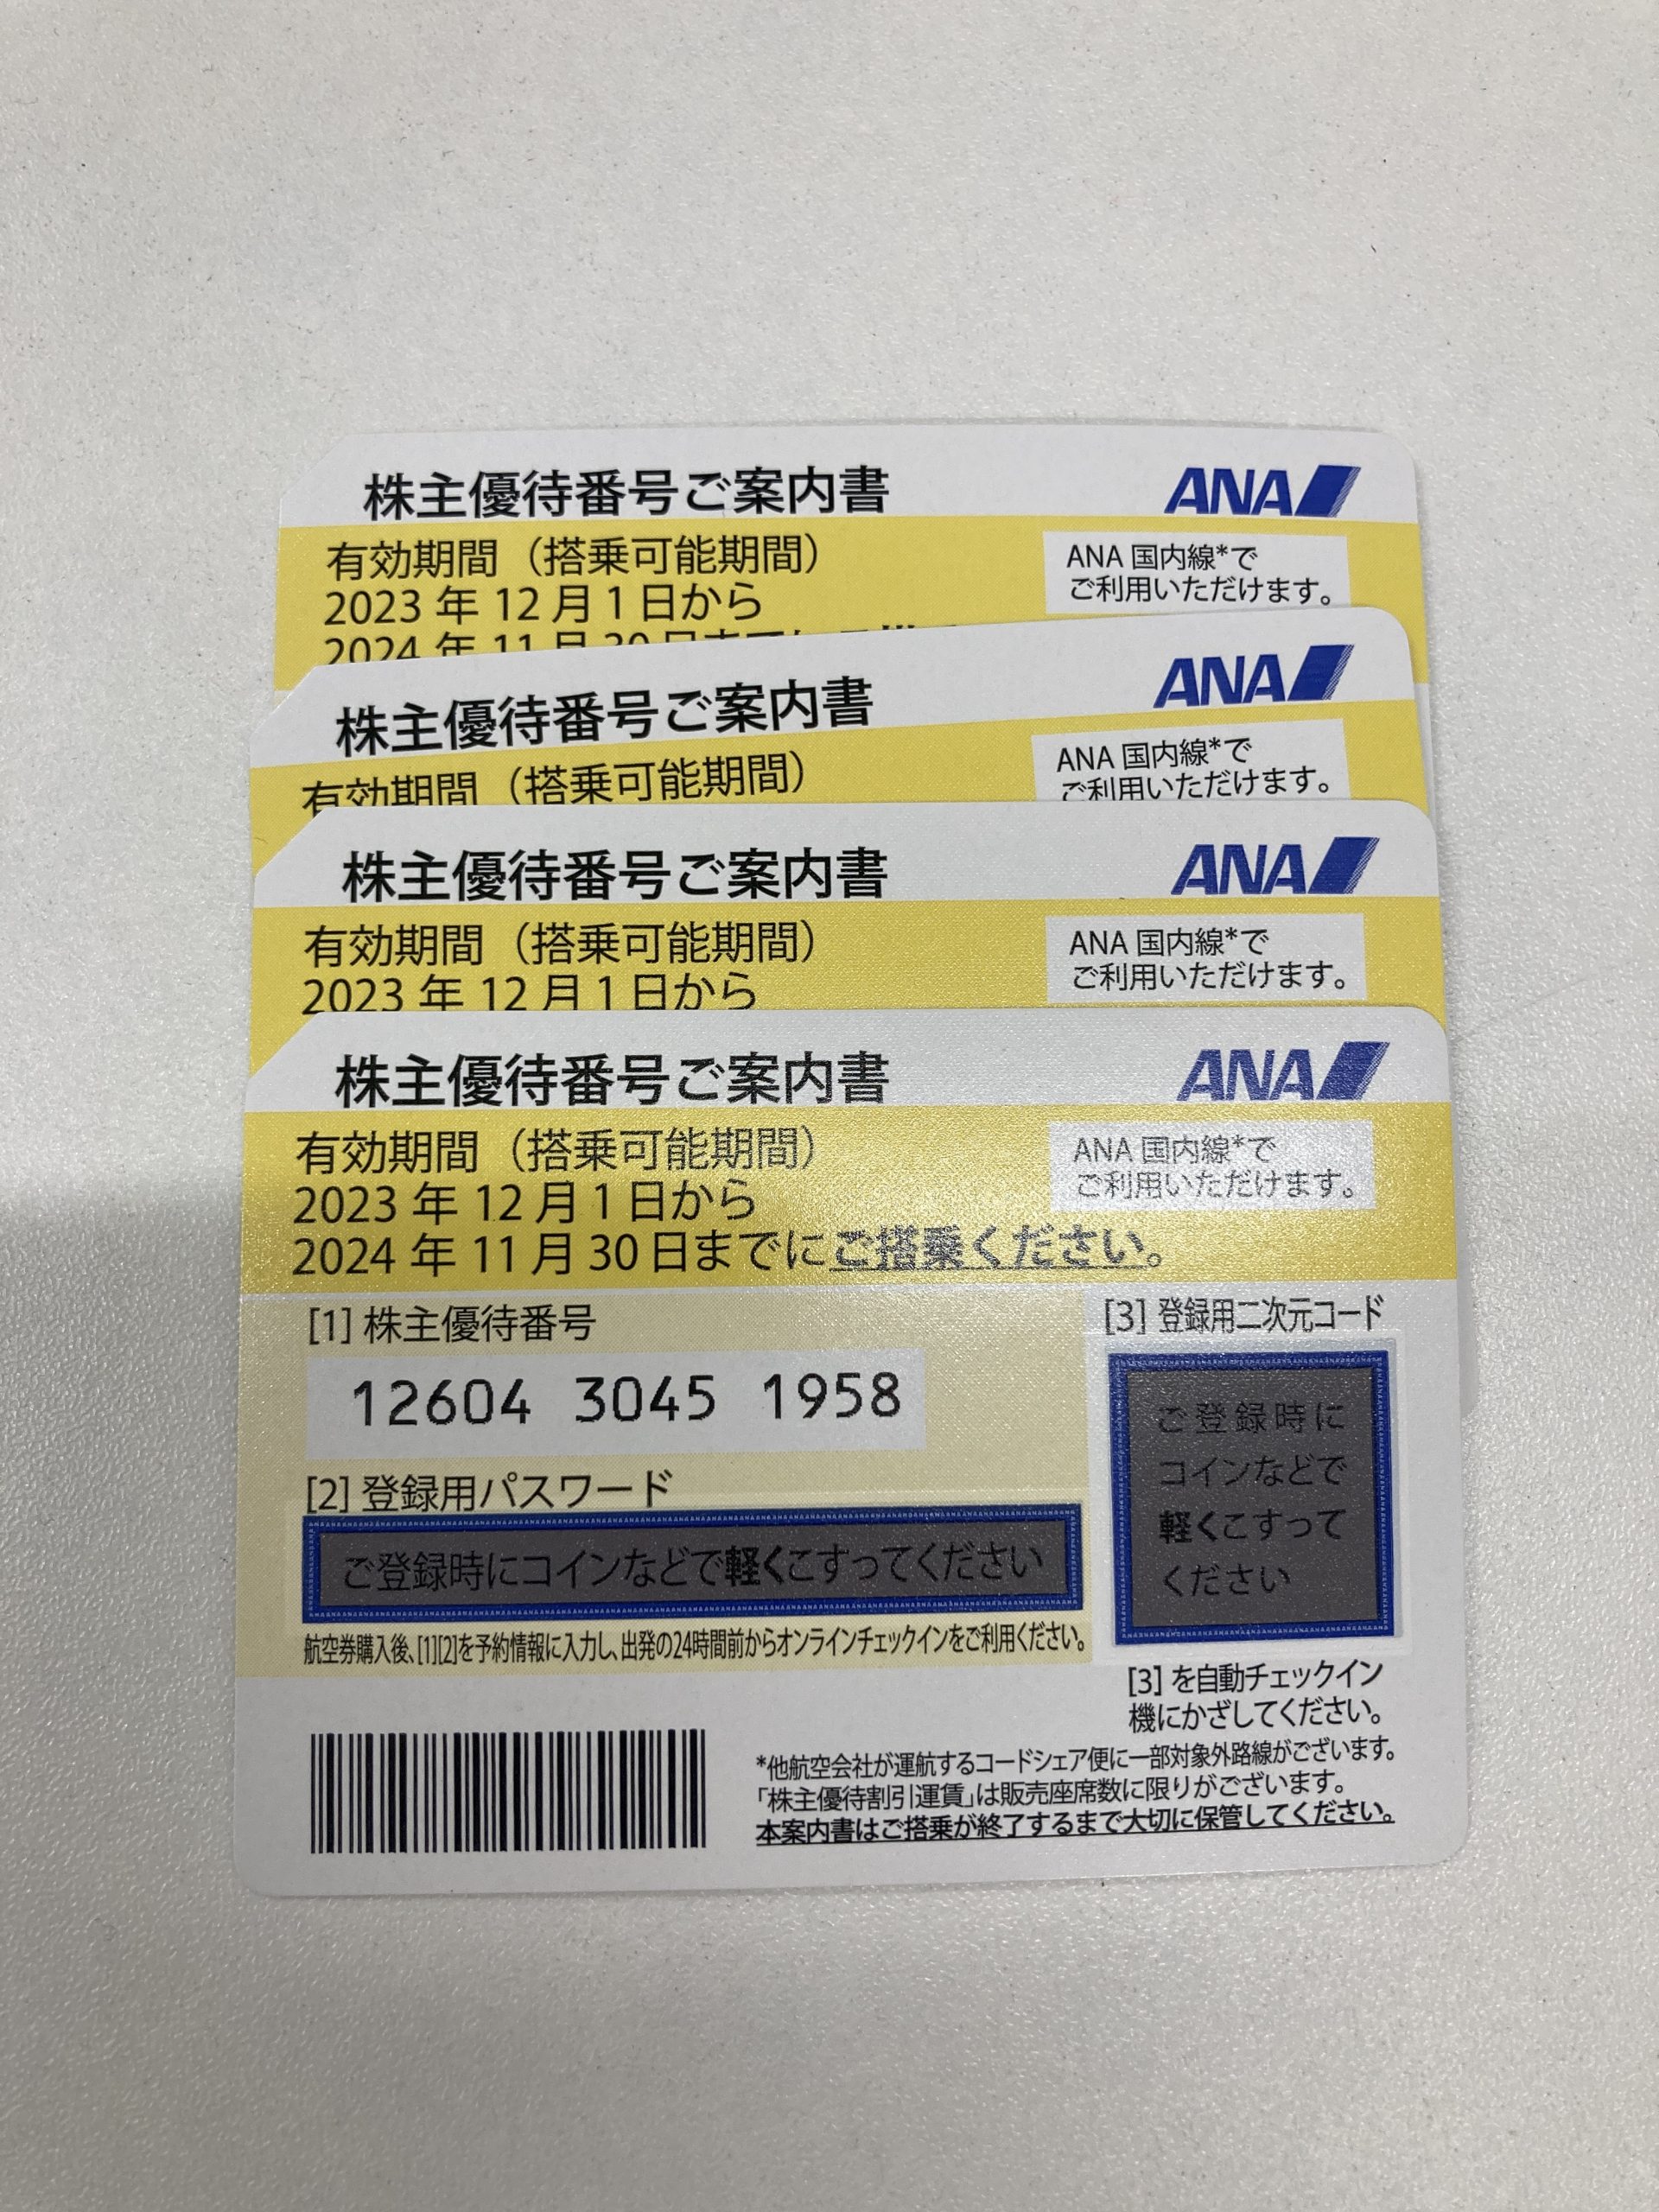 株主優待番号ご案内書
ANA
有効期間（搭乗可能期間）
2023 年 12 月 1 日から
2024 年 11 月 30 日までに
ANA 国内線*で
ご利用いただけます。
株主優待番号ご案内書
ANA
有効期間（搭乗可能期間）
ANA 国内線*で
ご利用いただけます。
株主優待番号ご案内書
ANA
有効期間（搭乗可能期間）
2023 年 12 月 1 日から
ANA 国内線*で
ご利用いただけます。
株主優待番号ご案内書
ANA
有効期間（搭乗可能期間）
2023 年 12 月 1 日から
2024 年 11 月 30 日までにご搭乗ください。
ANA 国内線*で
ご利用いただけます。
[1] 株主優待番号
12604 3045 1958
[2] 登録用パスワード
ご登録時にコインなどで軽くこすってください
航空券購入後、[1][2]を予約情報に入力し、出発の24時間前からオンラインチェックインをご利用ください。
[3] 登録用二次元コード
ご登録時に
コインなどで
軽くこすって
ください
[3] を自動チェックイン
機にかざしてください。
*他航空会社が運航するコードシェア便に一部対象外路線がございます。
「株主優待割引運賃」は販売座席数に限りがございます。
本案内書はご搭乗が終了するまで大切に保管してください。